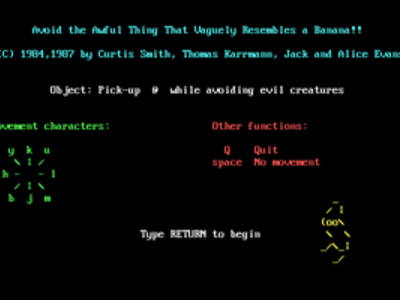 Avoid the Awful Thing That Vaguely Resembles a Banana!!
(C) 1984,1987 by Curtis Smith, Thomas Karrmann, Jack and Alice Evans
Object: Pick-up @ while avoiding evil creatures
ovement characters:
Other functions:
y k u
Q Quit
space No movement
h - - l
b j m
Type RETURN to begin